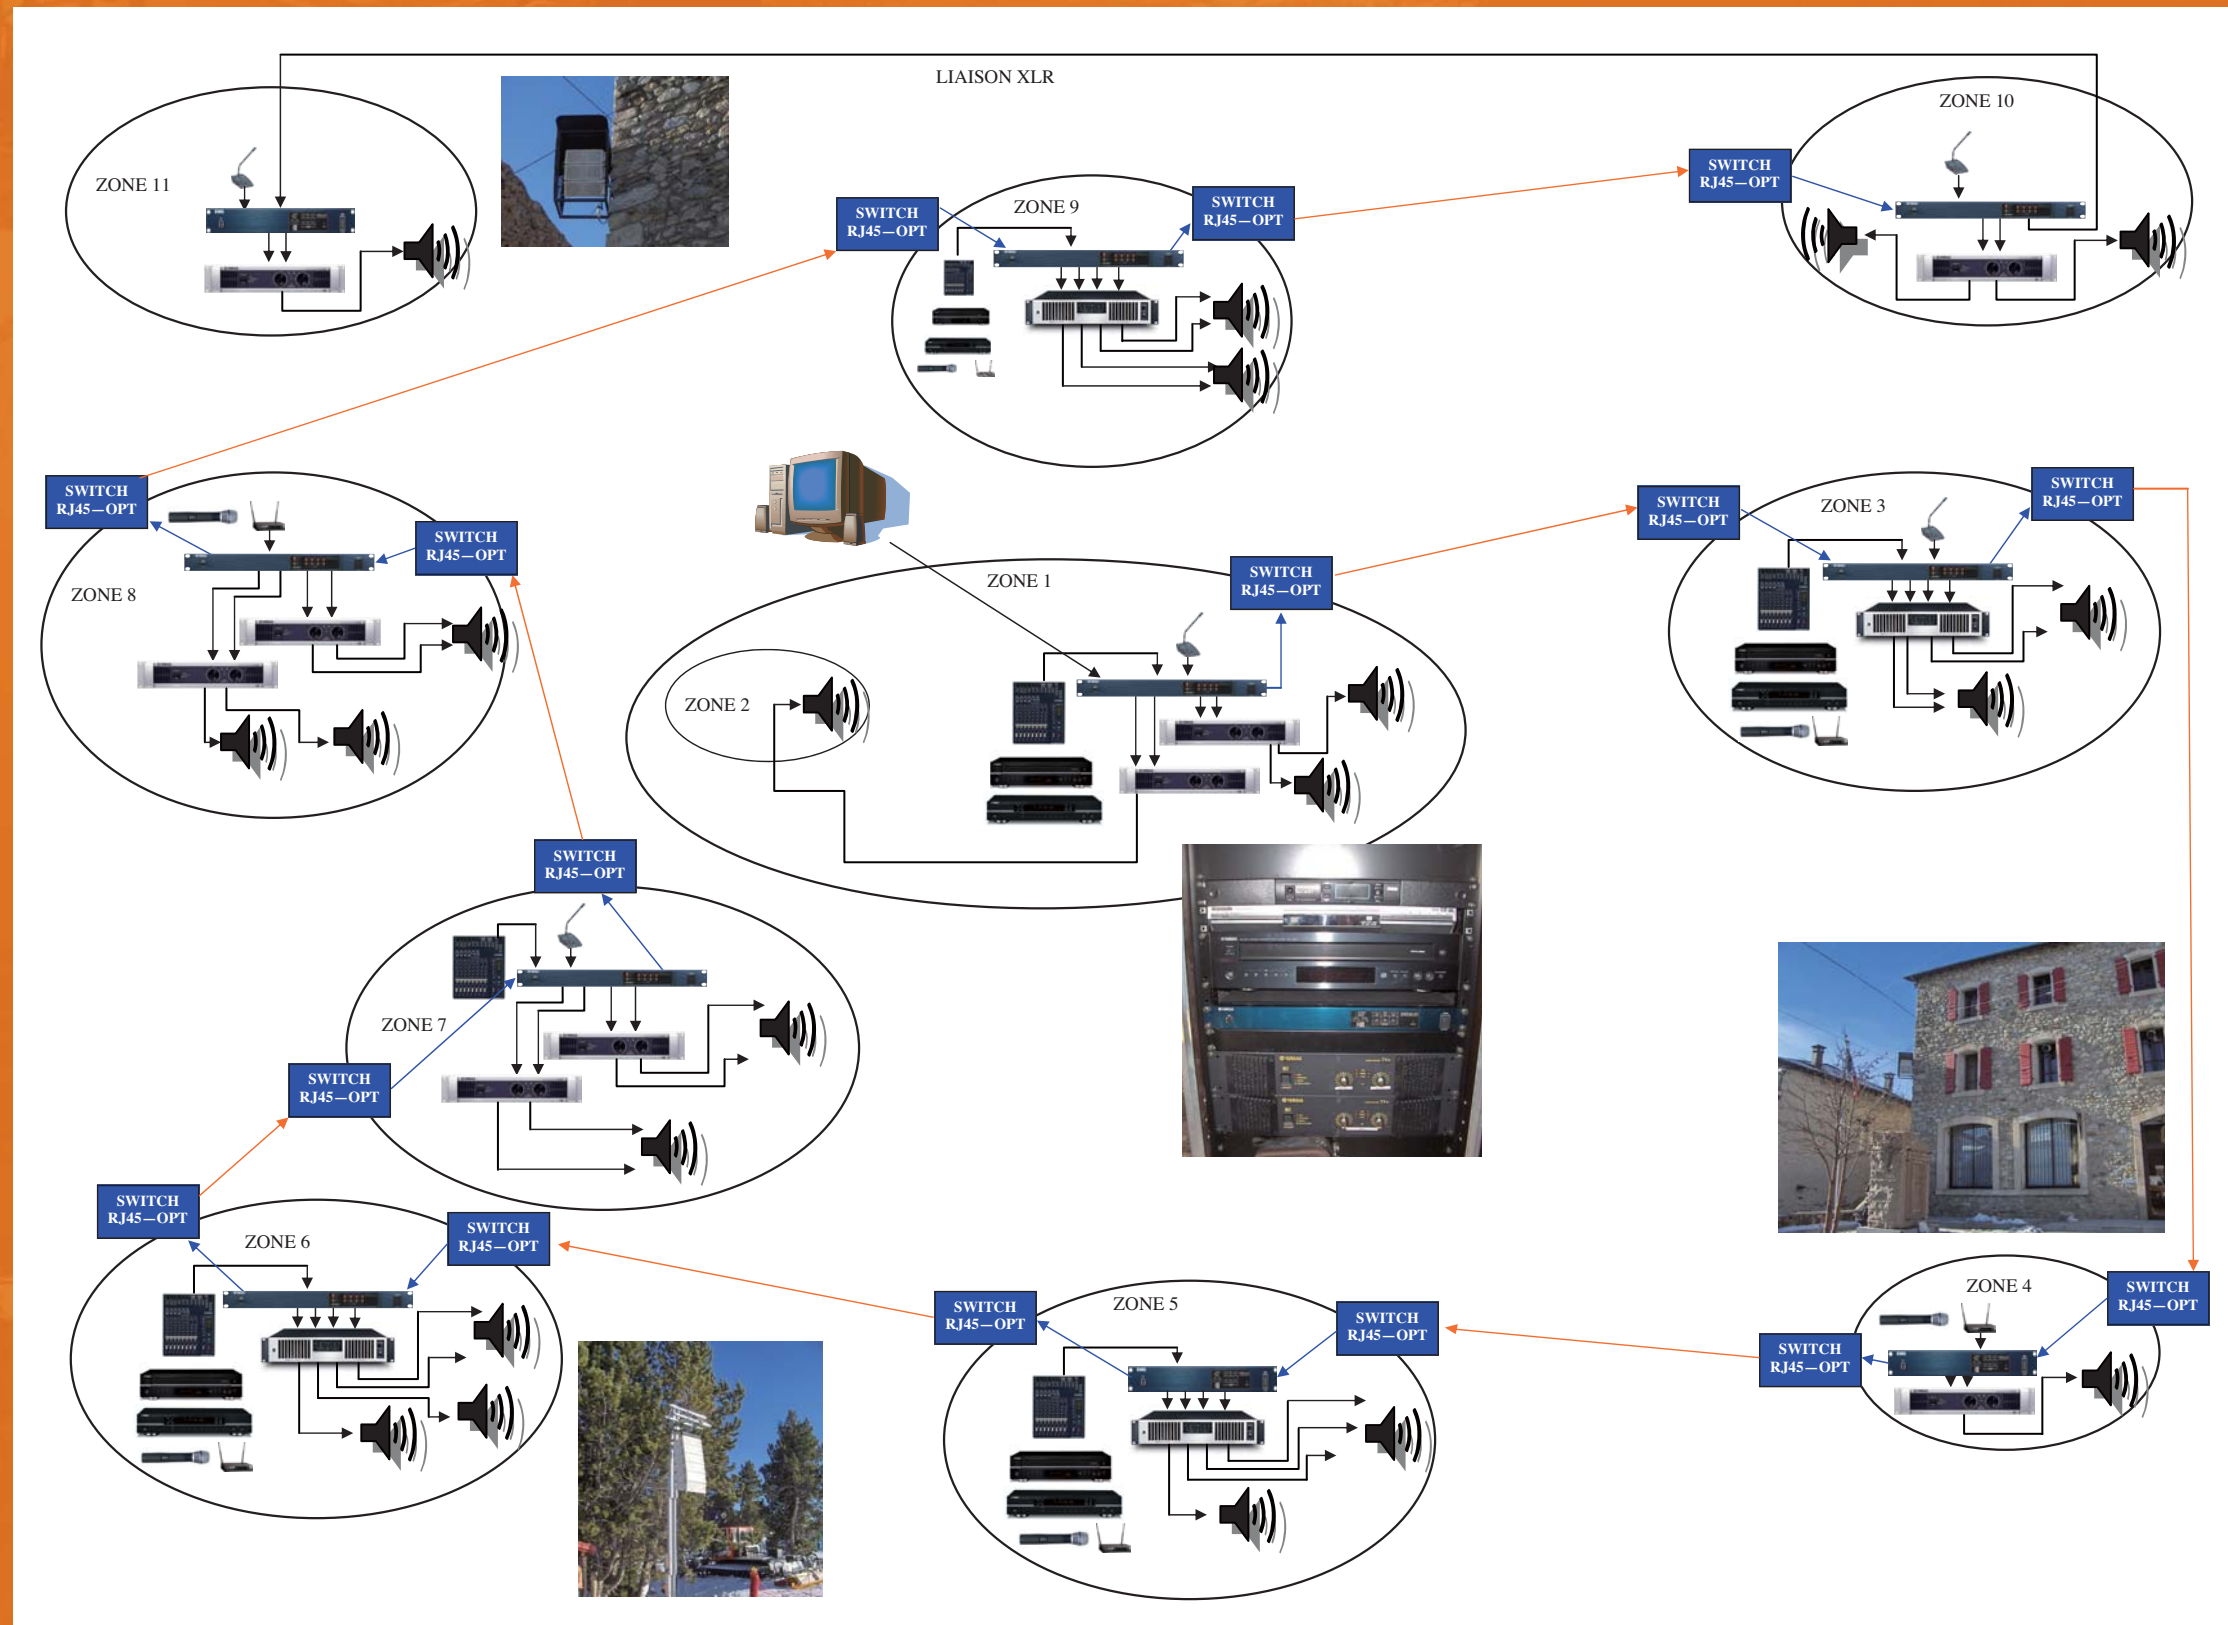 LIAISON XLR
ZONE 11
ZONE 9
ZONE 10
SWITCH
RJ45—OPT
SWITCH
RJ45—OPT
SWITCH
RJ45—OPT
SWITCH
RJ45—OPT
ZONE 8
SWITCH
RJ45—OPT
ZONE 1
ZONE 2
SWITCH
RJ45—OPT
SWITCH
RJ45—OPT
ZONE 3
SWITCH
RJ45—OPT
SWITCH
RJ45—OPT
ZONE 7
SWITCH
RJ45—OPT
SWITCH
RJ45—OPT
ZONE 6
SWITCH
RJ45—OPT
SWITCH
RJ45—OPT
ZONE 5
SWITCH
RJ45—OPT
ZONE 4
SWITCH
RJ45—OPT
SWITCH
RJ45—OPT